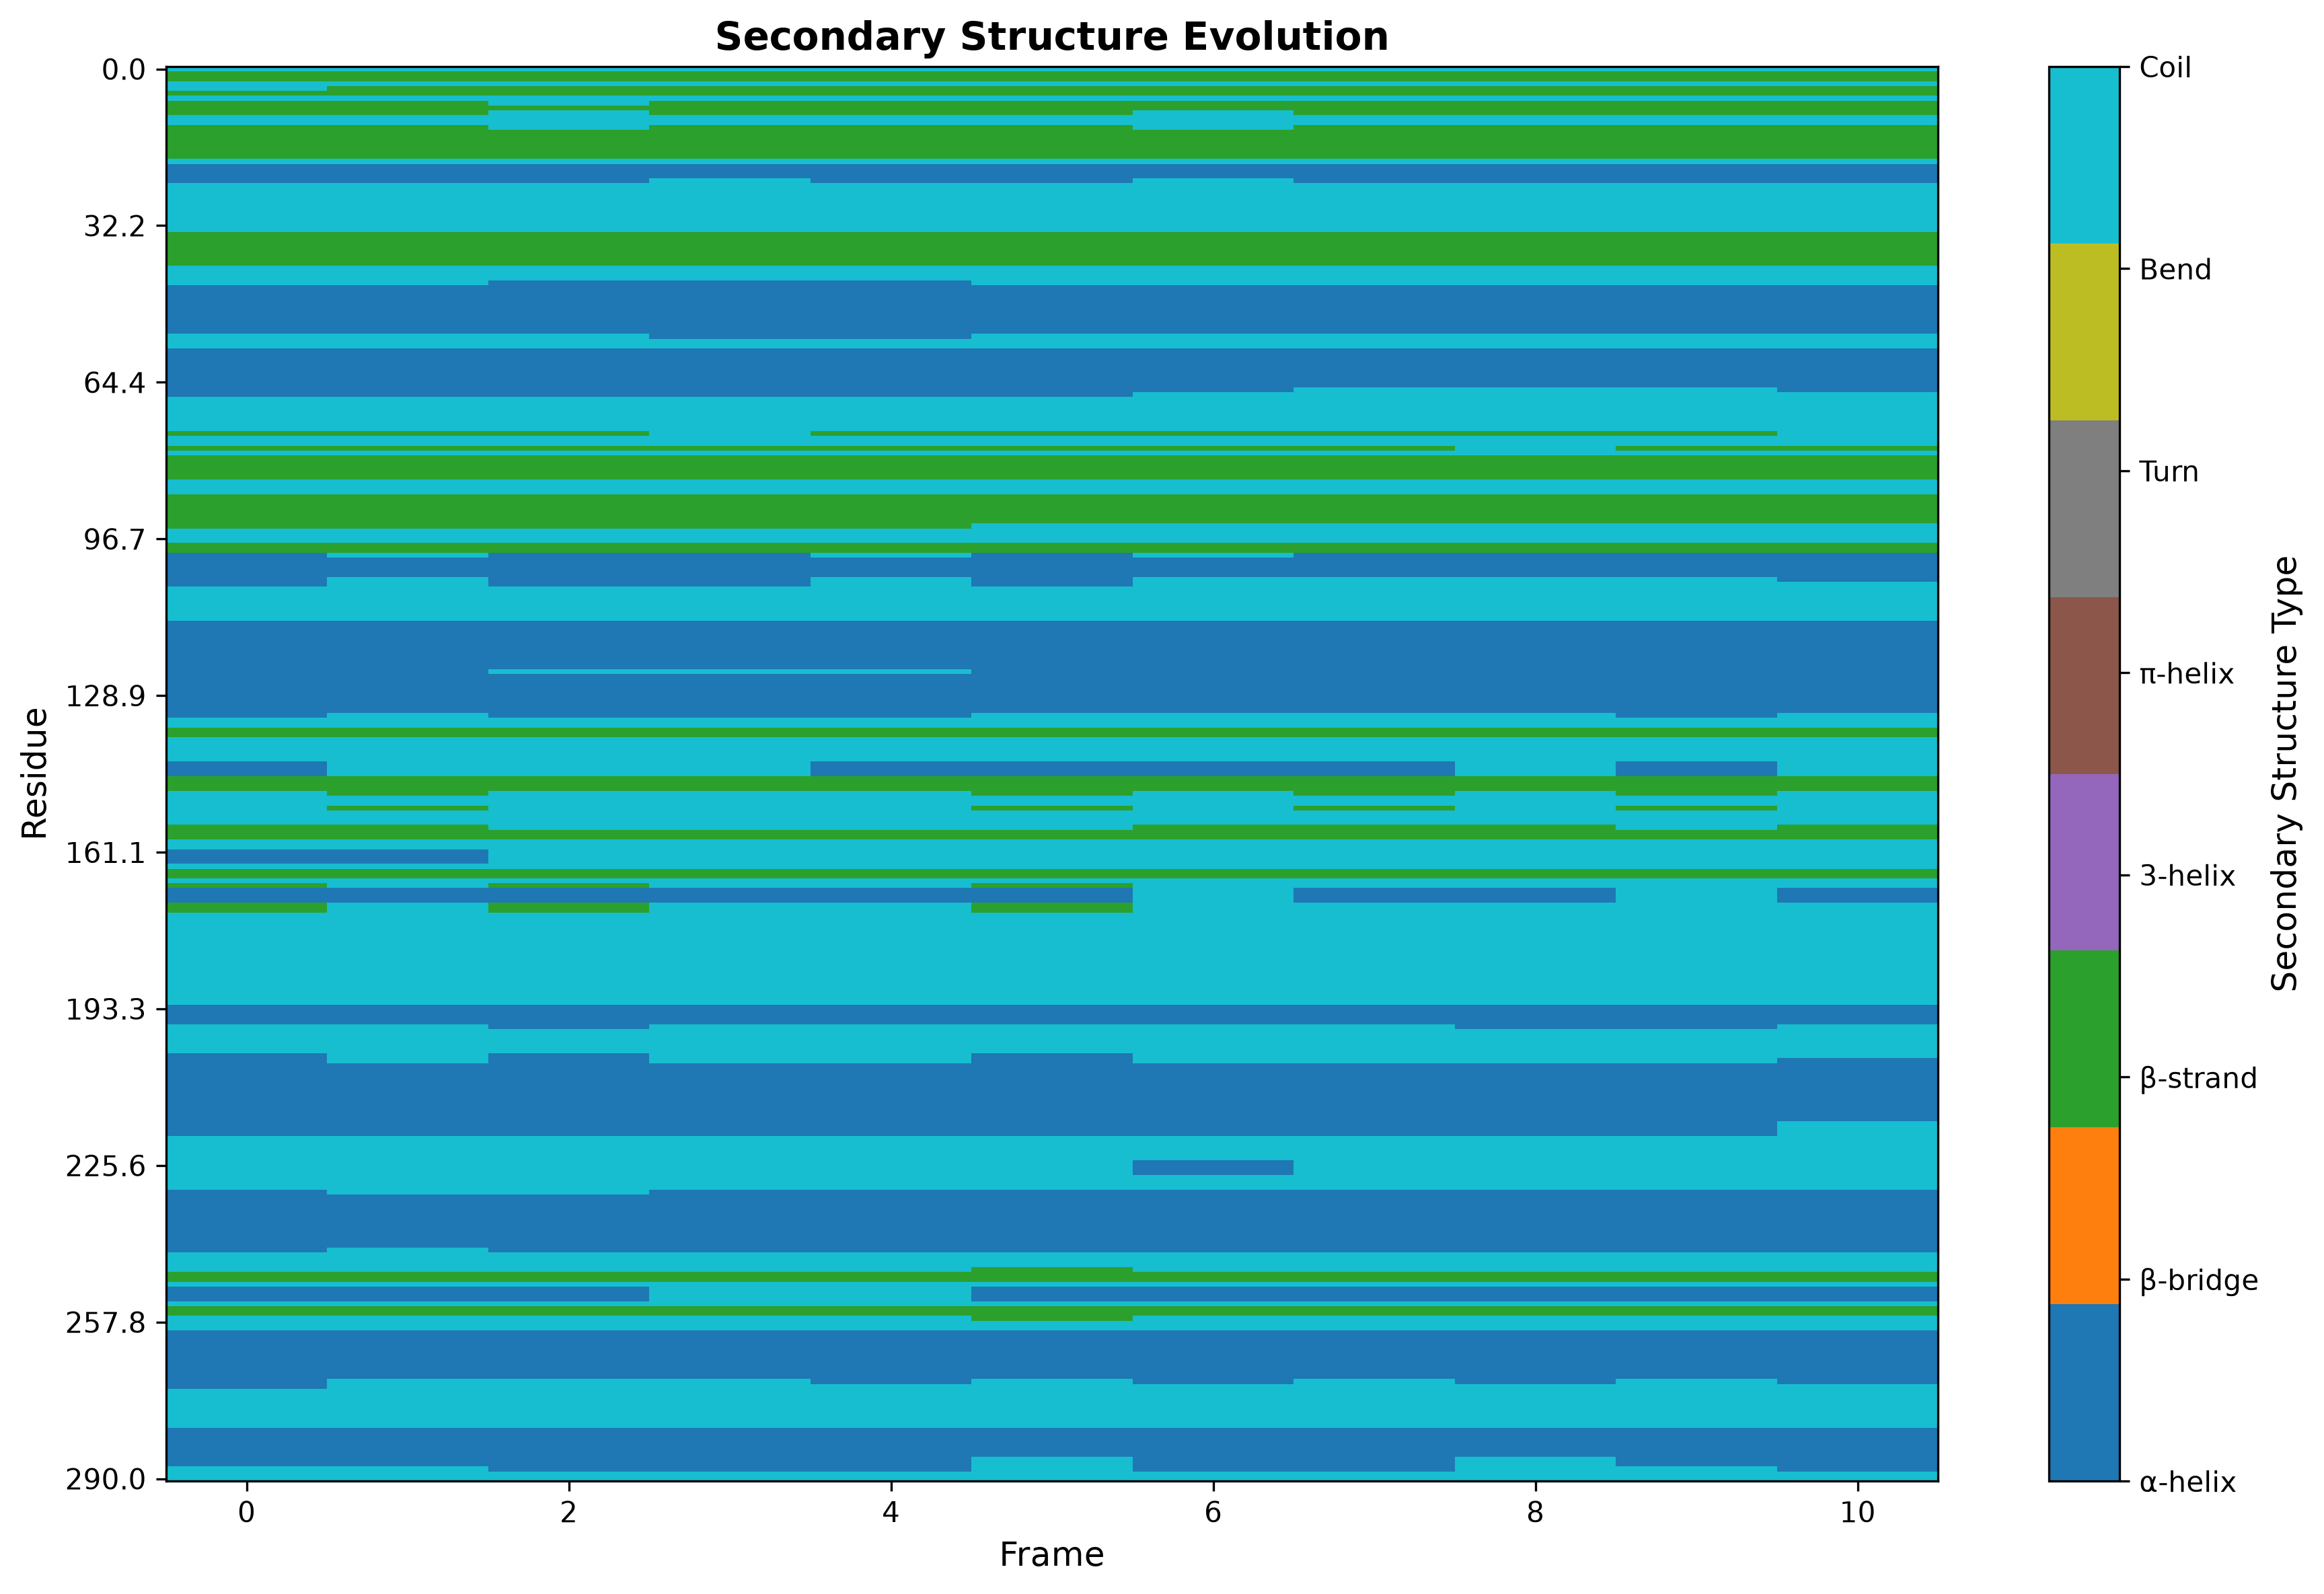 Secondary Structure Evolution
0.0
32.2
64.4
96.7
128.9
161.1
193.3
225.6
257.8
290.0
Residue
0 2 4 6 8 10
Frame
Coil
Bend
Turn
π-helix
3-helix
β-strand
β-bridge
α-helix
Secondary Structure Type